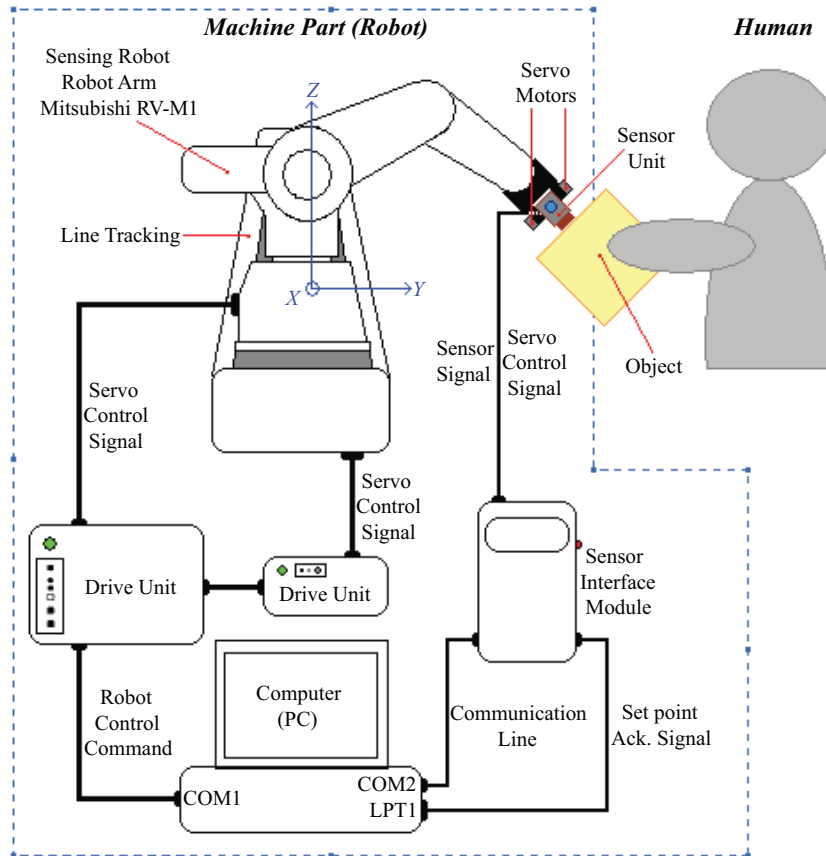 Machine Part (Robot)
Human
Sensing Robot
Robot Arm
Mitsubishi RV-M1
Z
Servo
Motors
Sensor
Unit
Line Tracking
X
Y
Sensor
Signal
Servo
Control
Signal
Object
Servo
Control
Signal
Servo
Control
Signal
Drive Unit
Drive Unit
Sensor
Interface
Module
Computer
(PC)
Robot
Control
Command
Communication
Line
Set point
Ack. Signal
COM1
COM2
LPT1